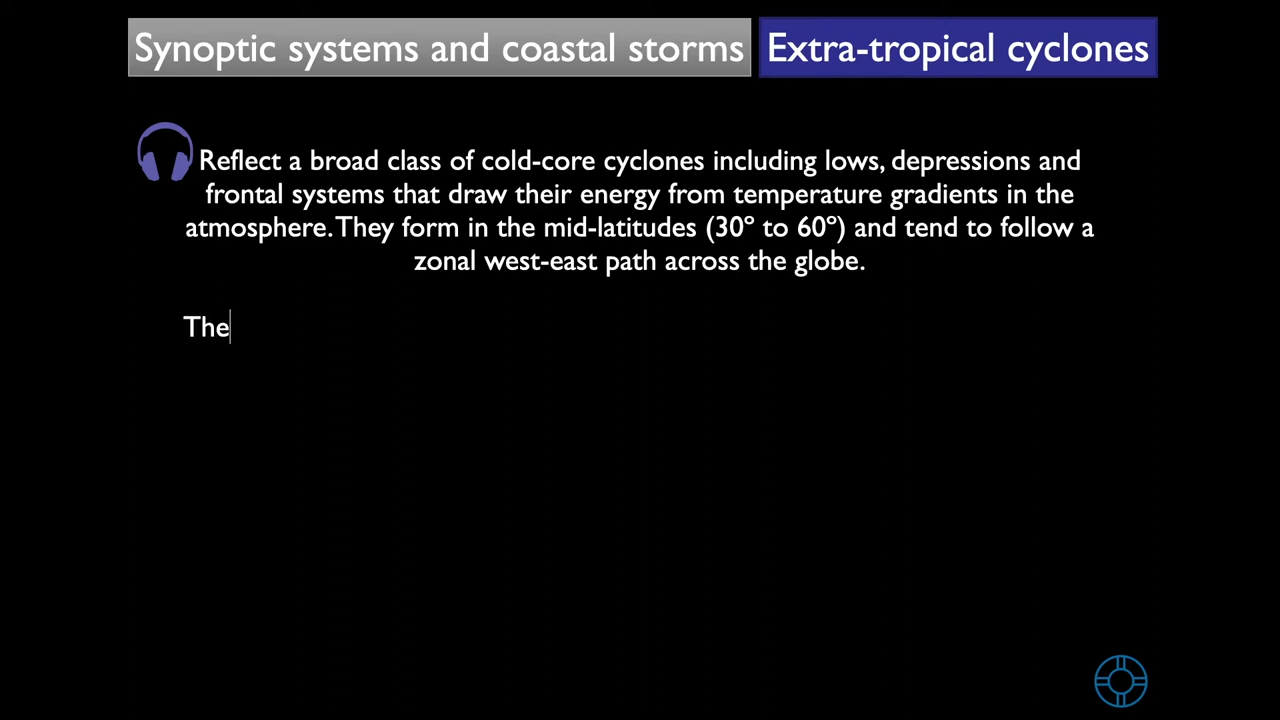 Synoptic systems and coastal storms Extra-tropical cyclones
Reflect a broad class of cold-core cyclones including lows, depressions and
frontal systems that draw their energy from temperature gradients in the
atmosphere. They form in the mid-latitudes (30º to 60º) and tend to follow a
zonal west-east path across the globe.
The